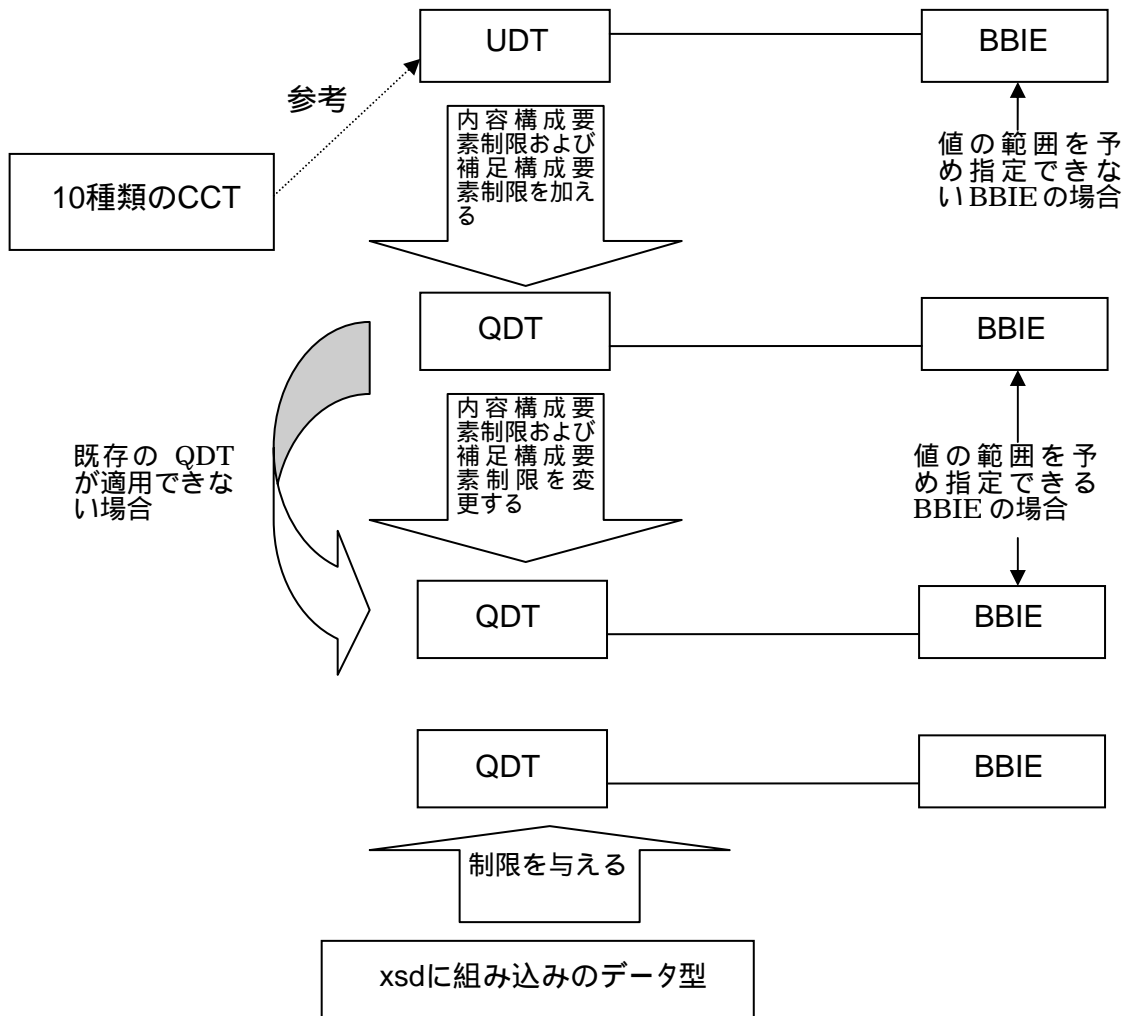 UDT
BBIE
参考
内容構成要
素制限および
補足構成要
素制限を加え
る
値の範囲を予
め指定できな
いBBIEの場合
10種類のCCT
QDT
BBIE
内容構成要
素制限および
補足構成要
素制限を変
更する
既存の QDT
が適用できな
い場合
値の範囲を予
め指定できる
BBIEの場合
QDT
BBIE
QDT
BBIE
制限を与える
xsdに組み込みのデータ型